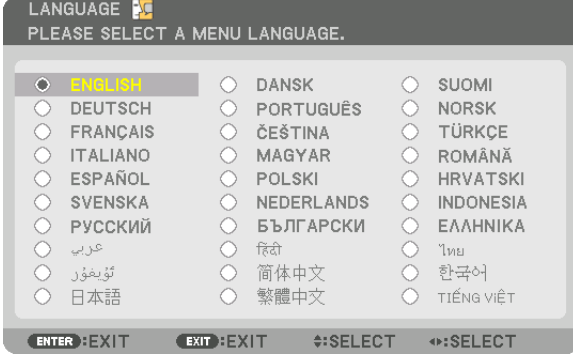 LANGUAGE
PLEASE SELECT A MENU LANGUAGE.
ENGLISH DANSK SUOMI
DEUTSCH PORTUGUÊS NORSK
FRANÇAIS ČEŠTINA TÜRKÇE
ITALIANO MAGYAR ROMÂNĂ
ESPAÑOL POLSKI HRVATSKI
SVENSKA NEDERLANDS INDONESIA
РУССКИЙ БЪЛГАРСКИ ΕΛΛΗΝΙΚΑ
عربي हिंदी ไทย
ئۇيغۇر 简体中文 한국어
日本語 繁體中文 TIẾNG VIỆT
ENTER:EXIT EXIT:EXIT :SELECT :SELECT